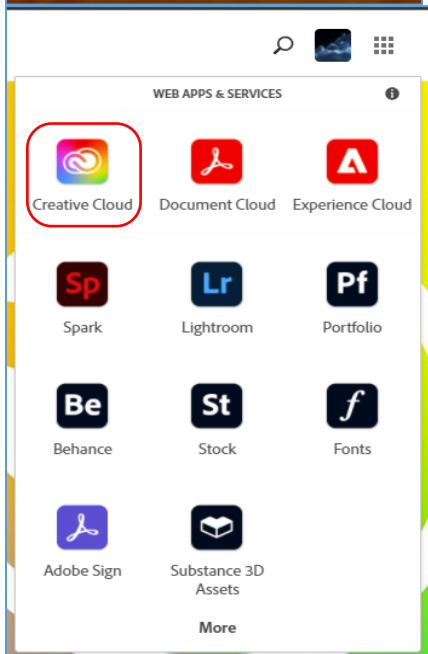 WEB APPS & SERVICES
Creative Cloud Document Cloud Experience Cloud
Sp Lr Pf
Spark Lightroom Portfolio
Be St f
Behance Stock Fonts
Adobe Sign Substance 3D
Assets
More